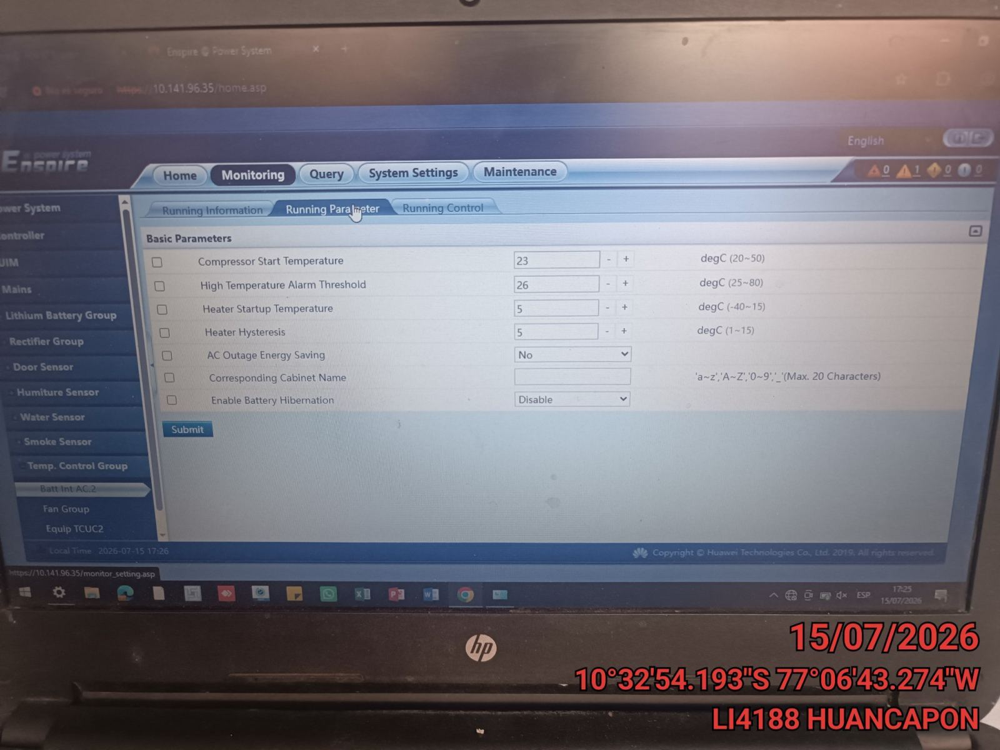 Enspire @ Power System
No es seguro https://10.141.96.35/home.asp
English
power system
Enspire
Home Monitoring Query System Settings Maintenance
0 1 0 0
Running Information Running Parameter Running Control
ower System
ontroller
UIM
Mains
Lithium Battery Group
Rectifier Group
Door Sensor
Humiture Sensor
Water Sensor
Smoke Sensor
Temp. Control Group
Batt Int AC.2
Fan Group
Equip TCUC2
Basic Parameters
Compressor Start Temperature 23 - + degC (20~50)
High Temperature Alarm Threshold 26 - + degC (25~80)
Heater Startup Temperature 5 - + degC (-40~15)
Heater Hysteresis 5 - + degC (1~15)
AC Outage Energy Saving No
Corresponding Cabinet Name 'a~z','A~Z','0~9','_'(Max. 20 Characters)
Enable Battery Hibernation Disable
Submit
Local Time 2026-07-15 17:26
Copyright © Huawei Technologies Co., Ltd. 2019. All rights reserved.
https://10.141.96.35/monitor_setting.asp
ESP
17:25
15/07/2026
hp
15/07/2026
10°32'54.193"S 77°06'43.274"W
LI4188 HUANCAPON